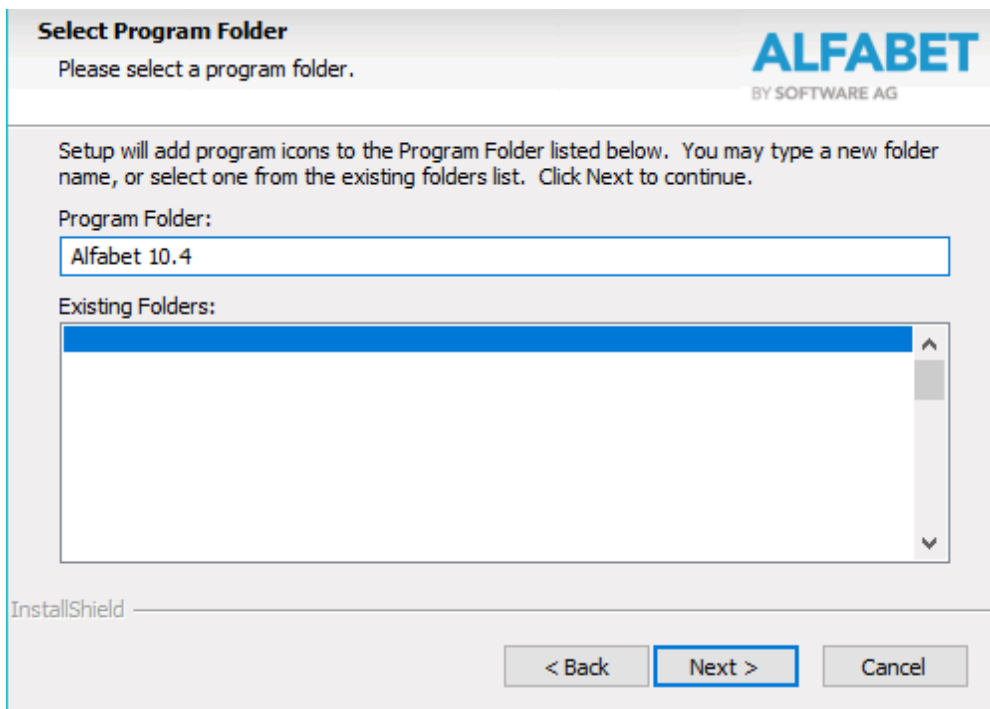 Select Program Folder
Please select a program folder.
ALFABET
BY SOFTWARE AG
Setup will add program icons to the Program Folder listed below.  You may type a new folder
name, or select one from the existing folders list.  Click Next to continue.
Program Folder:
Alfabet 10.4
Existing Folders:
InstallShield
< Back
Next >
Cancel